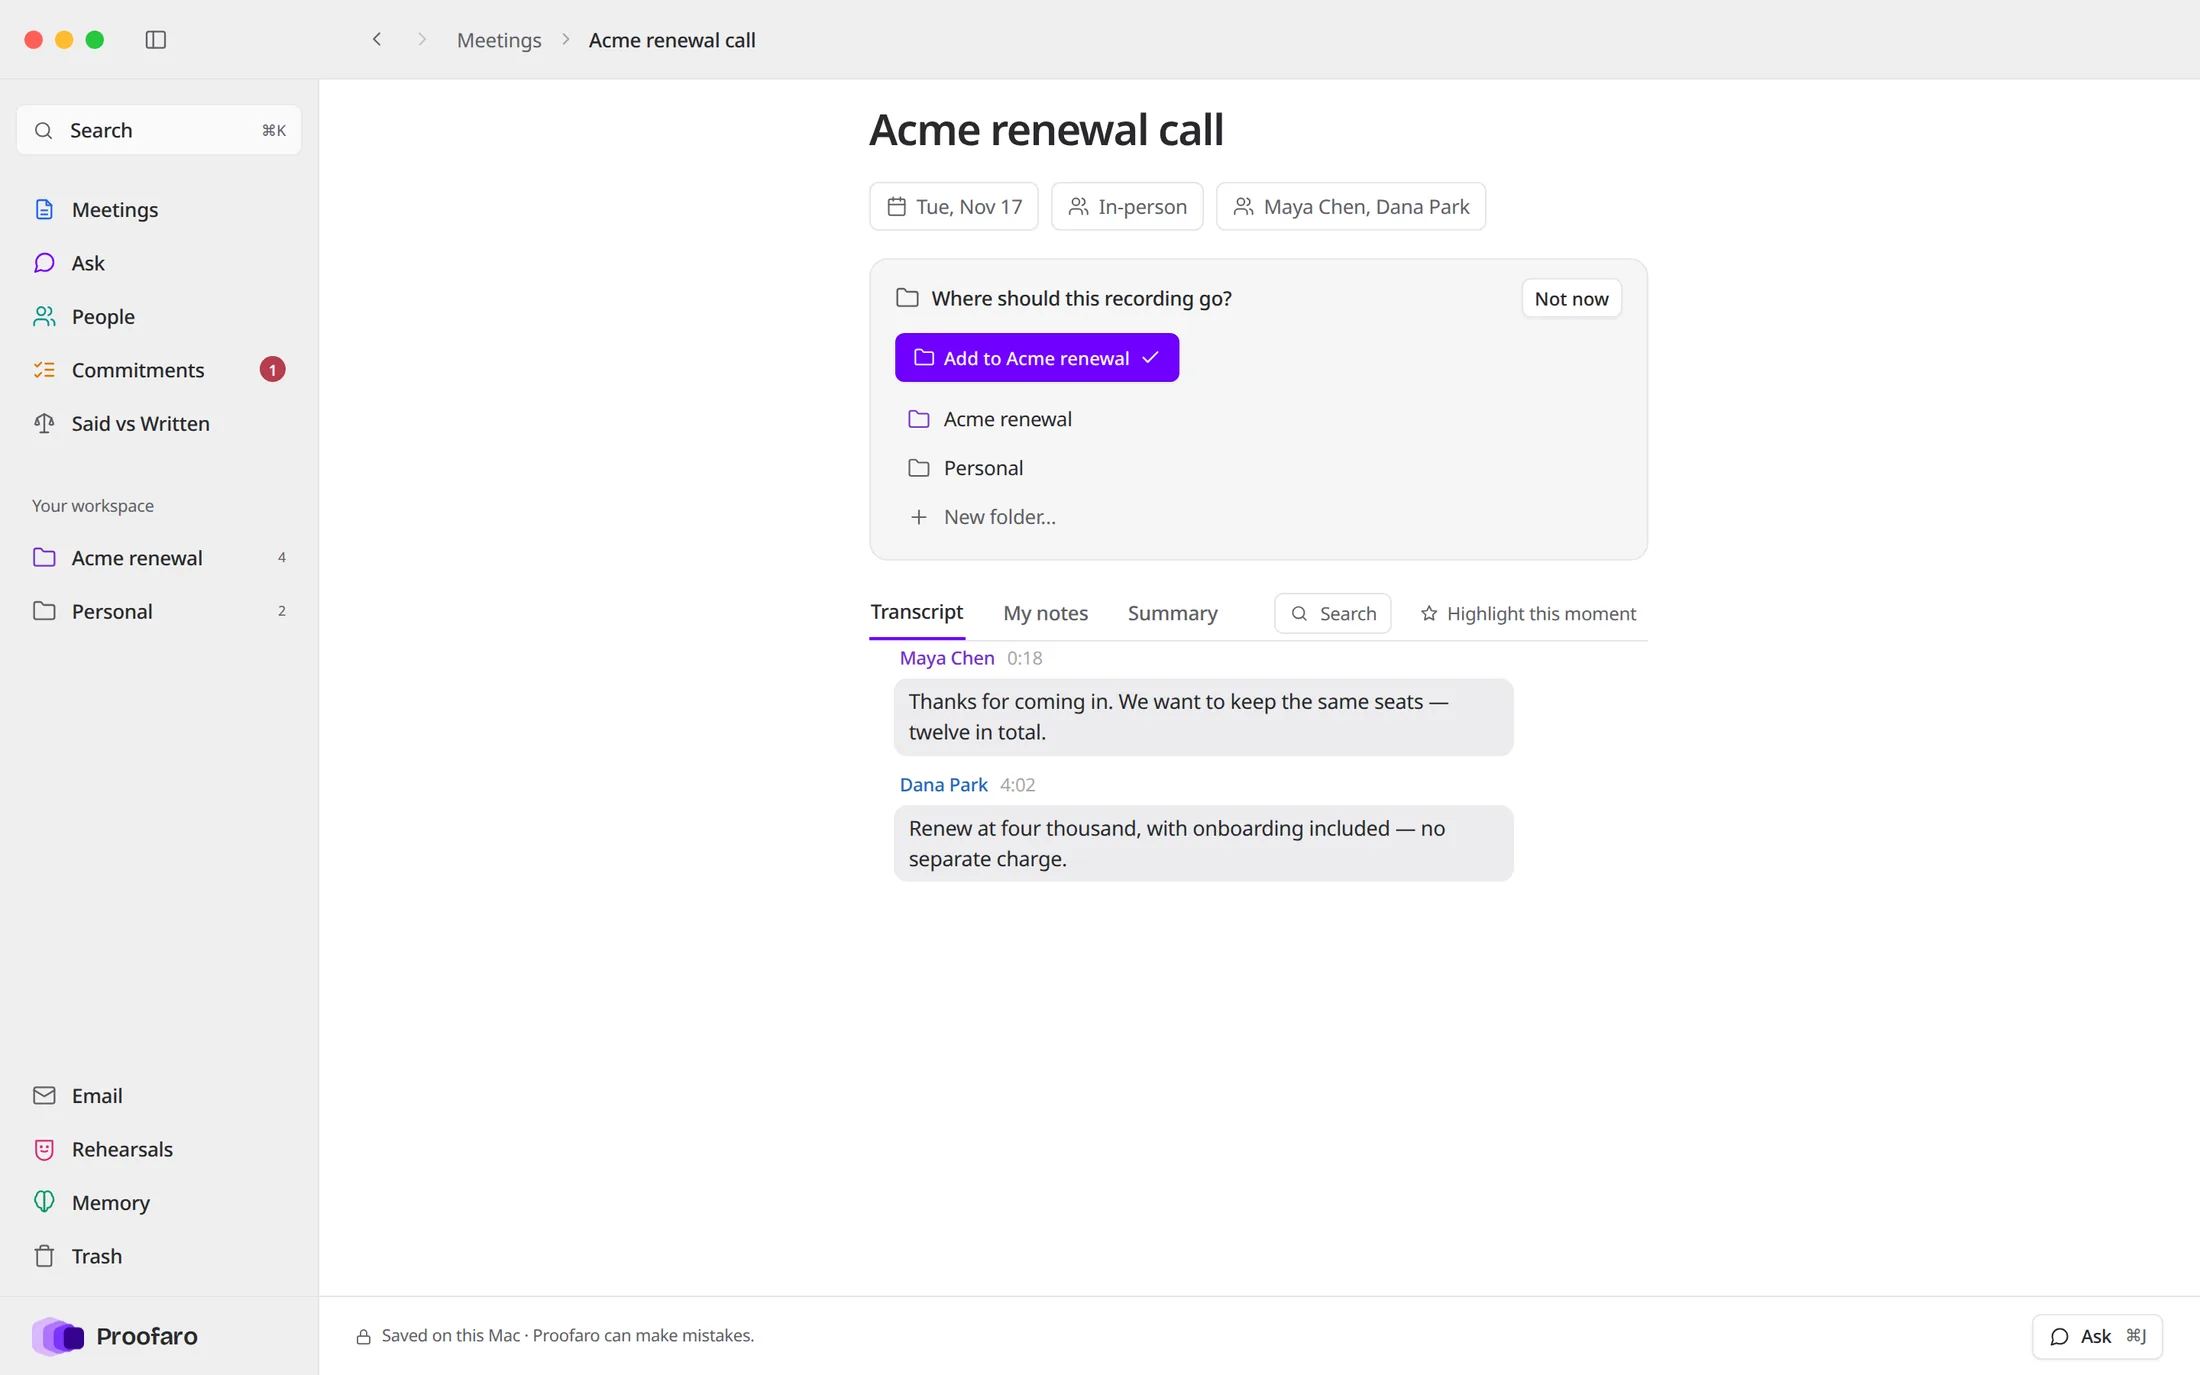 Meetings
Acme renewal call
Search ⌘K
Meetings
Ask
People
Commitments 1
Said vs Written
Your workspace
Acme renewal 4
Personal 2
Email
Rehearsals
Memory
Trash
Proofaro
Acme renewal call
Tue, Nov 17
In-person
Maya Chen, Dana Park
Where should this recording go?
Not now
Add to Acme renewal
Acme renewal
Personal
New folder...
Transcript
My notes
Summary
Search
Highlight this moment
Maya Chen 0:18
Thanks for coming in. We want to keep the same seats —
twelve in total.
Dana Park 4:02
Renew at four thousand, with onboarding included — no
separate charge.
Saved on this Mac · Proofaro can make mistakes.
Ask ⌘J